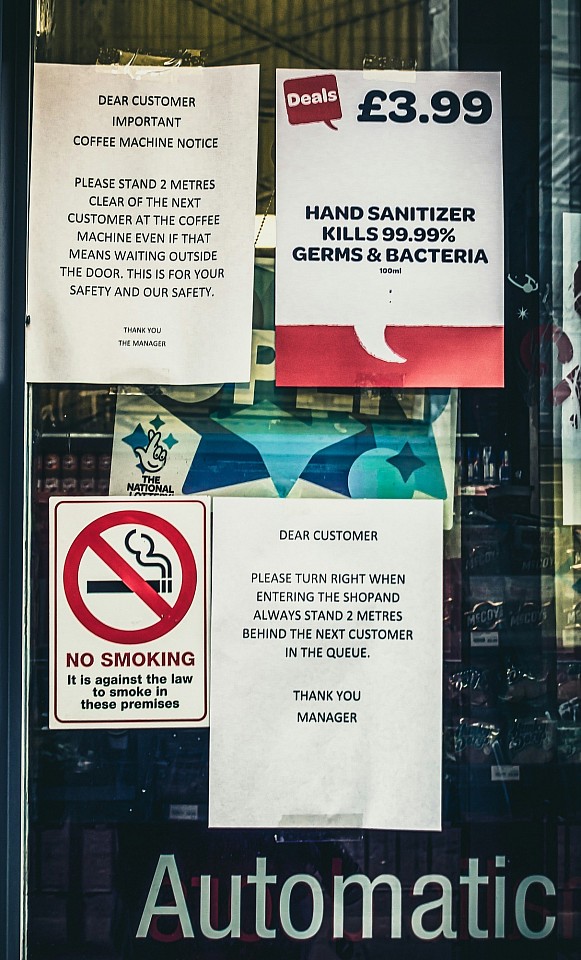 DEAR CUSTOMER
IMPORTANT
COFFEE MACHINE NOTICE
PLEASE STAND 2 METRES
CLEAR OF THE NEXT
CUSTOMER AT THE COFFEE
MACHINE EVEN IF THAT
MEANS WAITING OUTSIDE
THE DOOR. THIS IS FOR YOUR
SAFETY AND OUR SAFETY.
THANK YOU
THE MANAGER
Deals
£3.99
HAND SANITIZER
KILLS 99.99%
GERMS & BACTERIA
100ml
OPEN
THE
NATIONAL
LOTTERY
NO SMOKING
It is against the law
to smoke in
these premises
DEAR CUSTOMER
PLEASE TURN RIGHT WHEN
ENTERING THE SHOPAND
ALWAYS STAND 2 METRES
BEHIND THE NEXT CUSTOMER
IN THE QUEUE.
THANK YOU
MANAGER
McCOY
Automatic